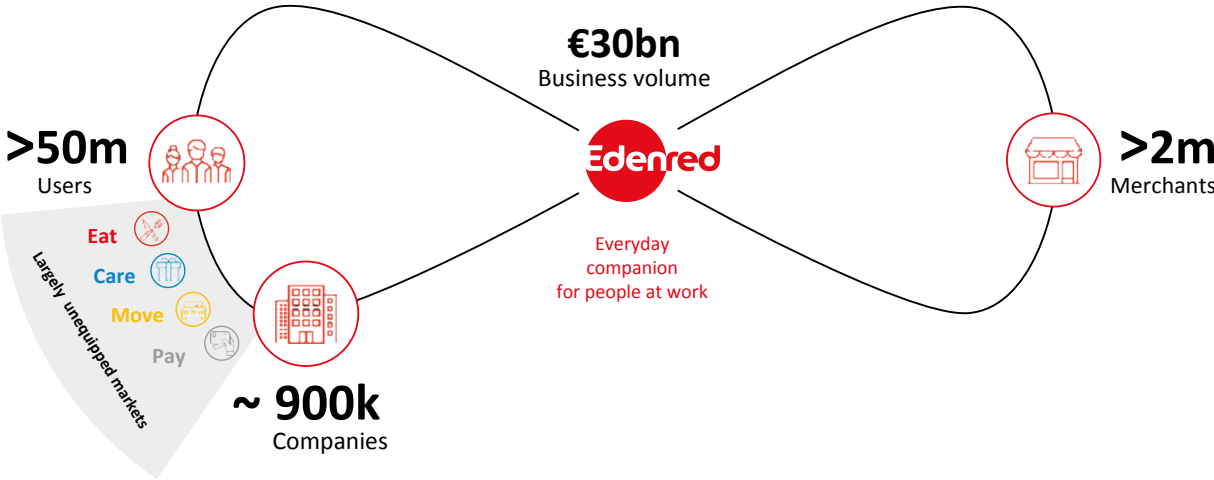 €30bn
Business volume
>50m
Users
Edenred
>2m
Merchants
Eat
Care
Move
Pay
Largely unequipped markets
Everyday
companion
for people at work
~ 900k
Companies